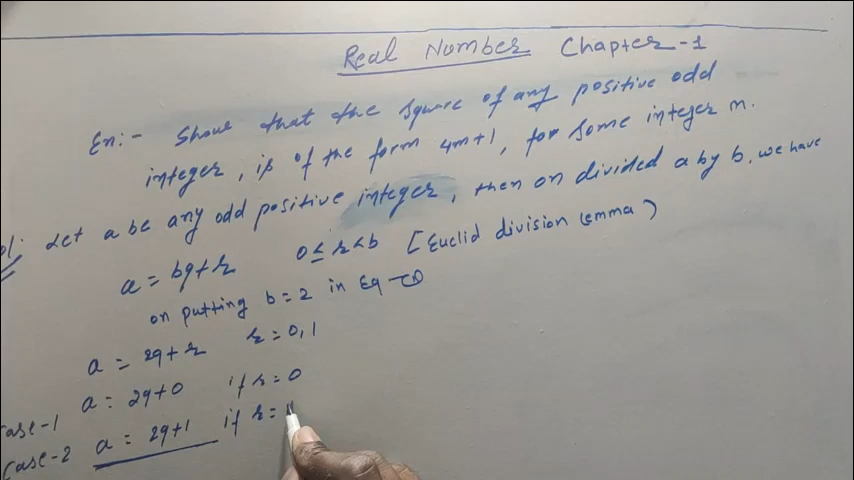 Real Number Chapter-1
Ex:- Show that the square of any positive odd
integer, is of the form 4m+1, for some integer m.
Let a be any odd positive integer, then on divided a by b, we have
a = bq+r 0≤r<b [Euclid division lemma)
on putting b=2 in Eq-①
a = 2q+r r=0,1
Case-1 a = 2q+0 if r=0
Case-2 a = 2q+1 if r=1